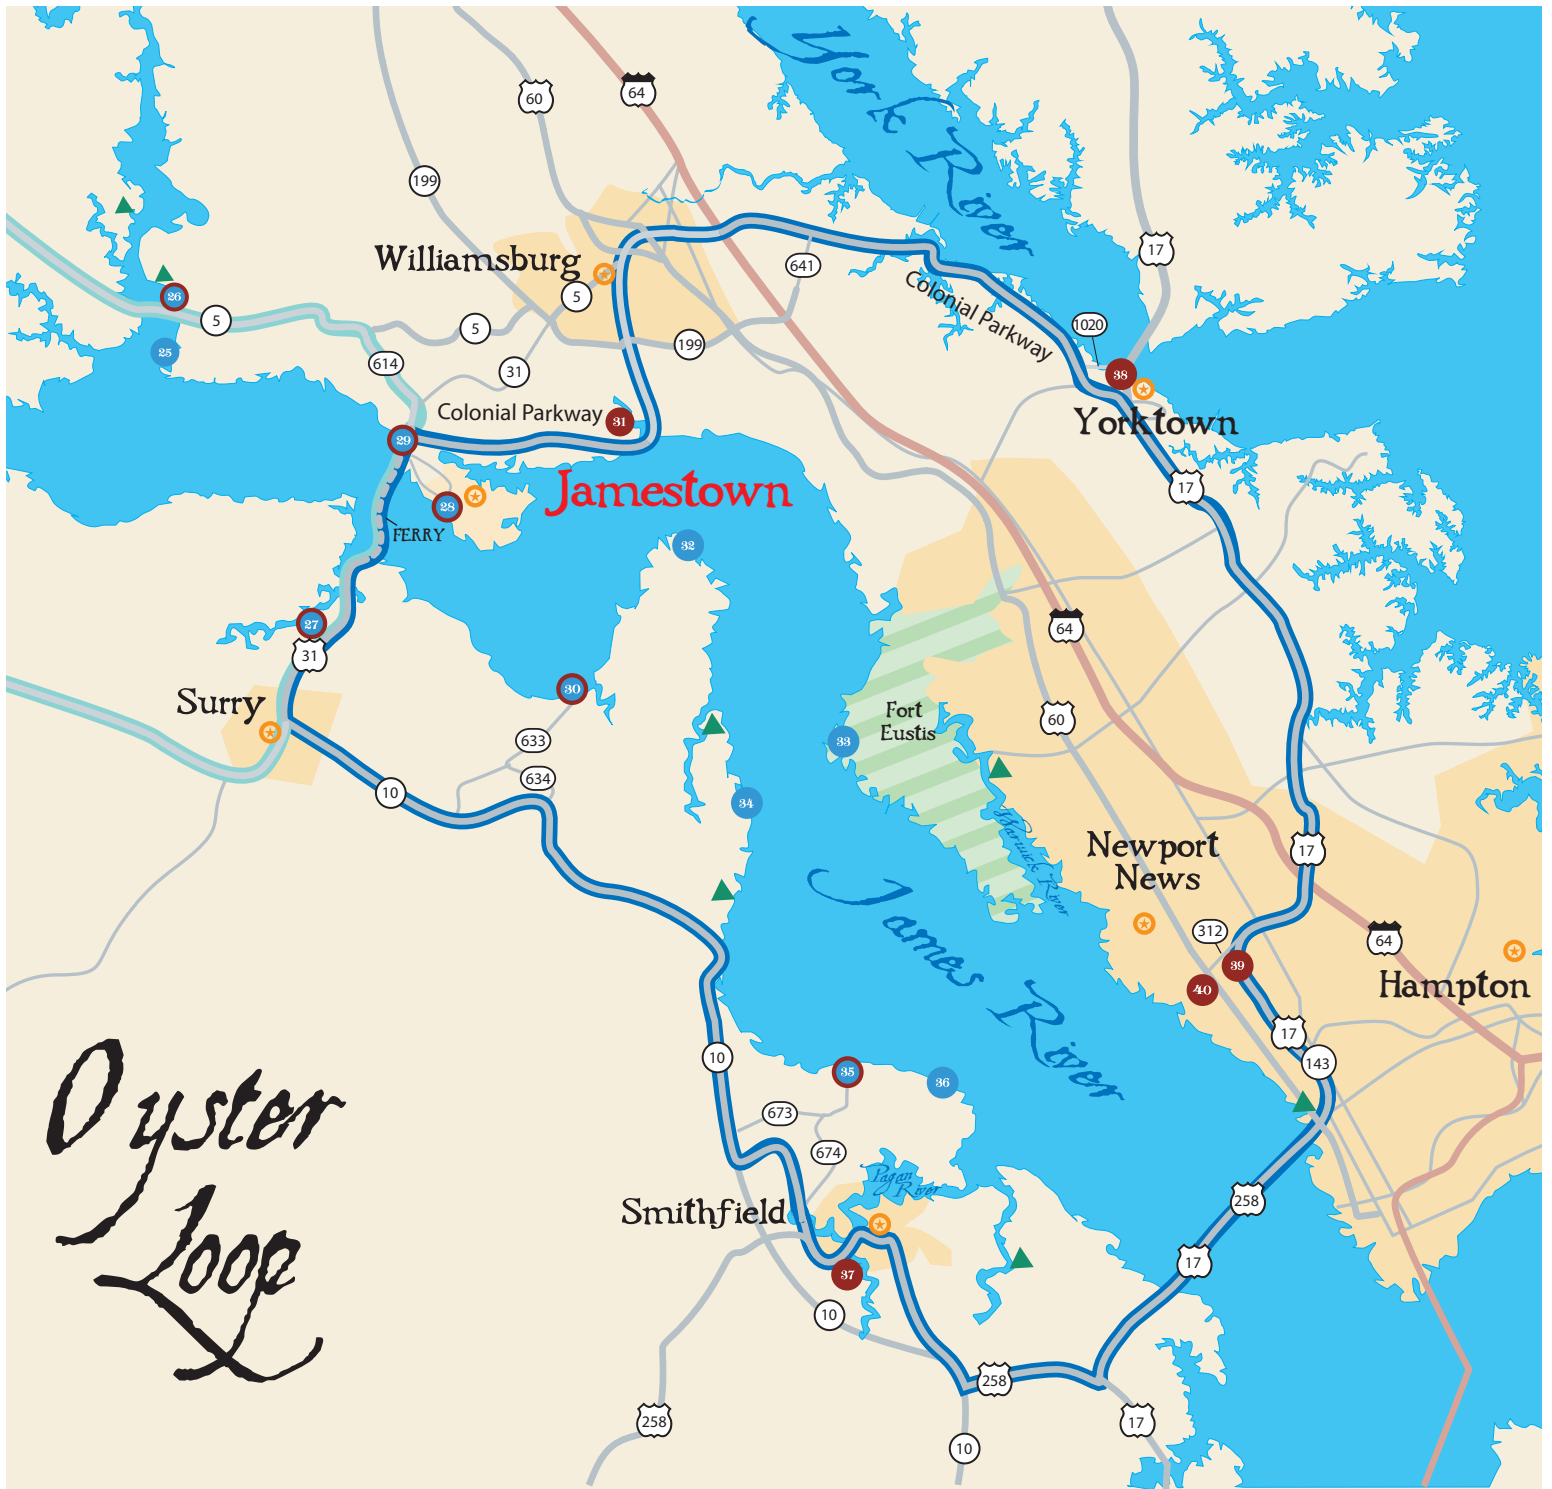 York River
60
64
199
Williamsburg
17
641
26
5
5
5
Colonial Parkway
1020
25
614
31
199
38
Yorktown
Colonial Parkway
31
29
Jamestown
17
28
FERRY
32
27
31
64
Surry
30
Fort
Eustis
60
633
33
634
10
34
Warwick River
Newport
News
17
James River
312
64
39
40
Hampton
17
10
143
35
36
Oyster
Loop
673
674
Pagan
River
Smithfield
258
17
37
10
258
258
17
10